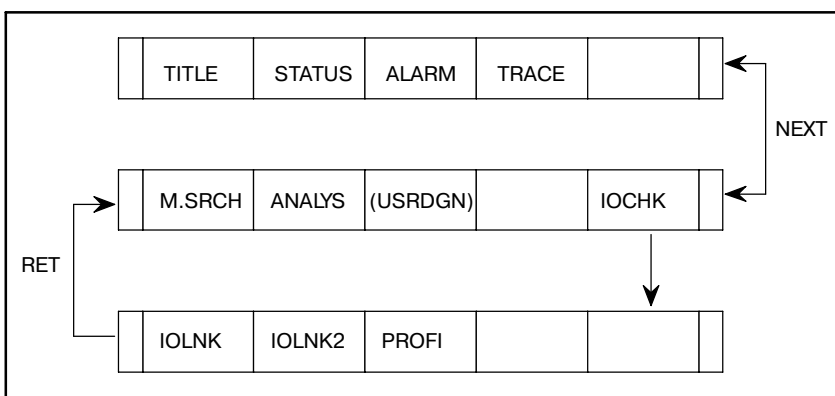 TITLE STATUS ALARM TRACE
NEXT
M.SRCH ANALYS (USRDGN) IOCHK
RET
IOLNK IOLNK2 PROFI